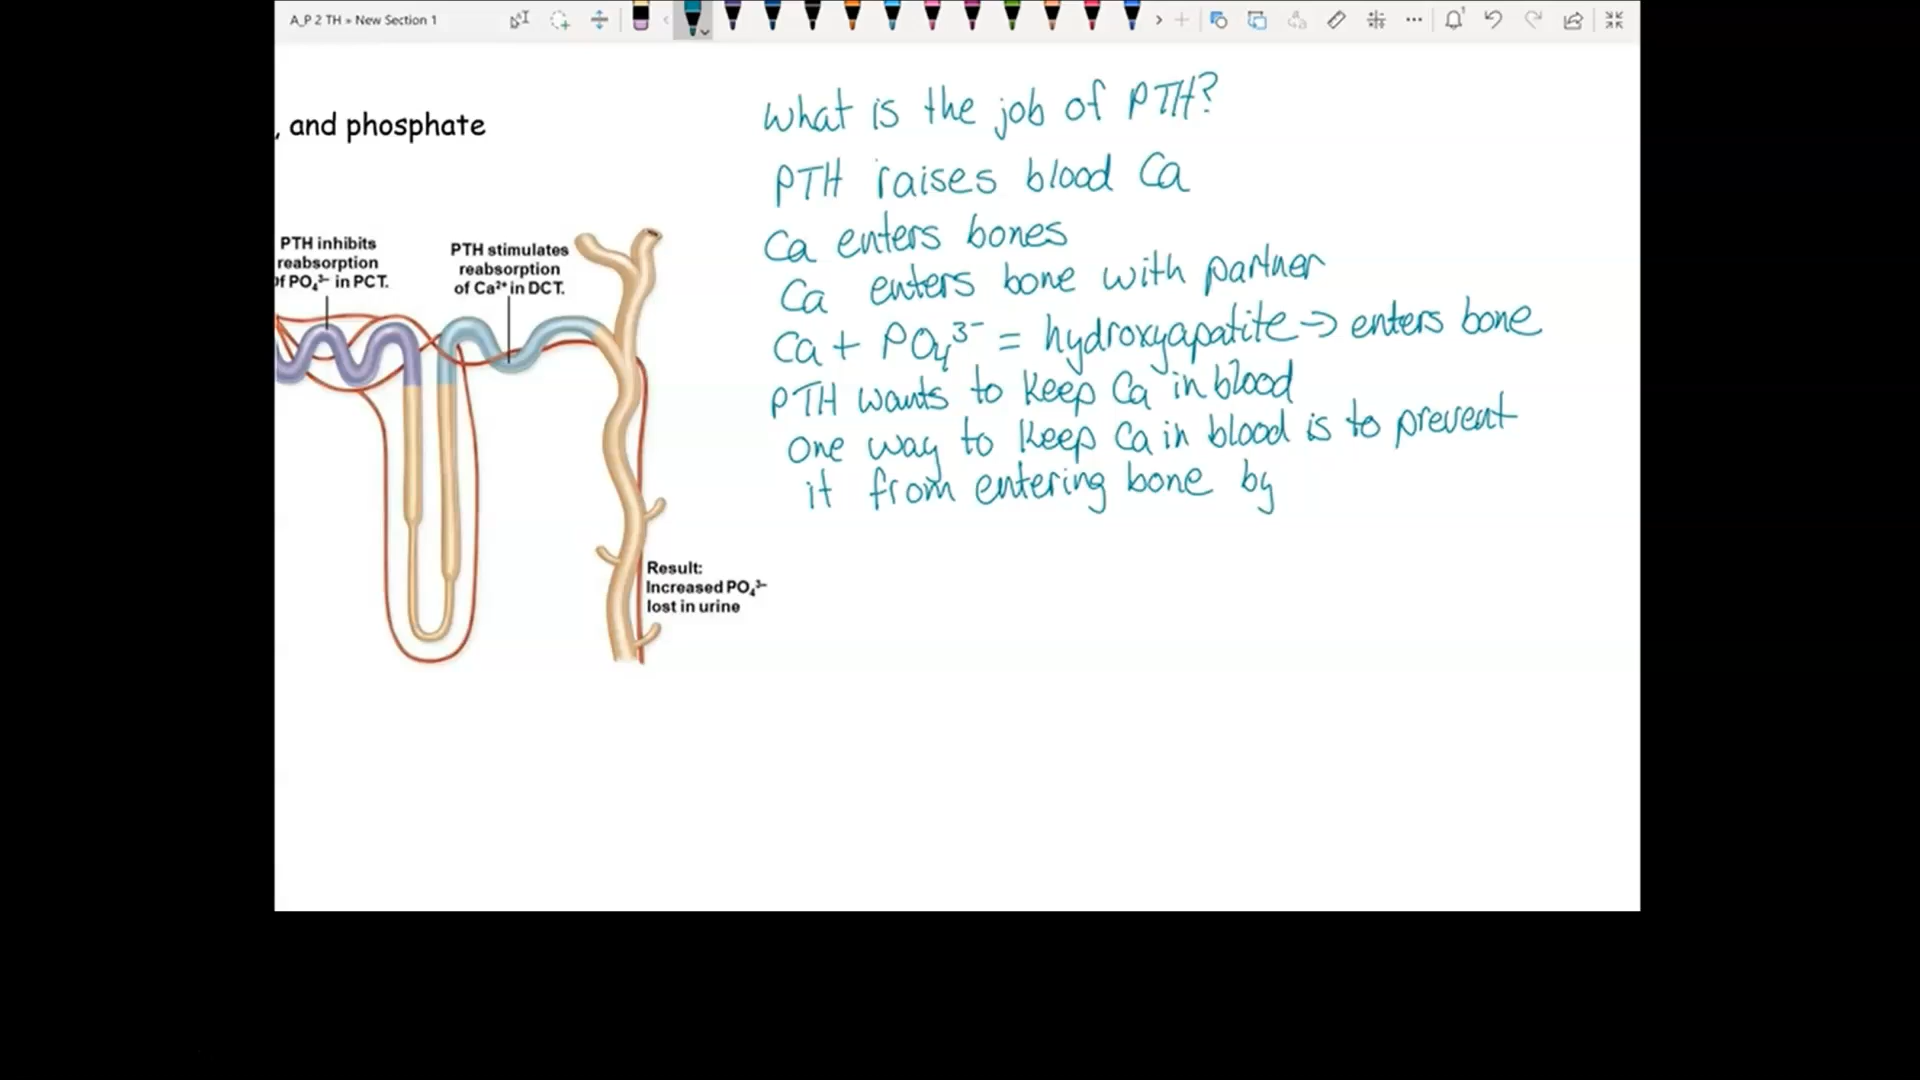 A_P 2 TH » New Section 1
, and phosphate
What is the job of PTH?
PTH raises blood Ca
Ca enters bones
Ca enters bone with partner
Ca + PO₄³⁻ = hydroxyapatite → enters bone
PTH wants to keep Ca in blood
One way to keep Ca in blood is to prevent
it from entering bone by
PTH inhibits
reabsorption
of PO₄³⁻ in PCT.
PTH stimulates
reabsorption
of Ca²⁺ in DCT.
Result:
Increased PO₄³⁻
lost in urine